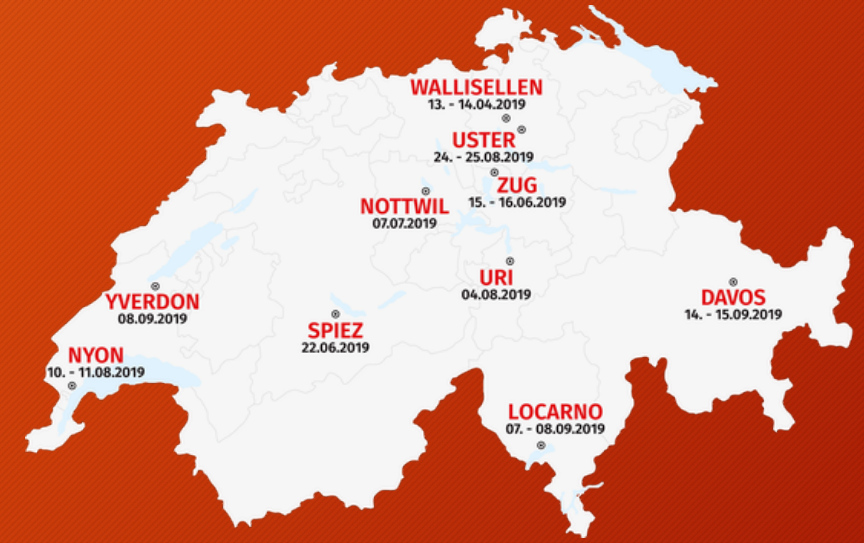 WALLISELLEN
13. - 14.04.2019
USTER
24. - 25.08.2019
ZUG
15. - 16.06.2019
NOTTWIL
07.07.2019
URI
04.08.2019
YVERDON
08.09.2019
DAVOS
14. - 15.09.2019
SPIEZ
22.06.2019
NYON
10. - 11.08.2019
LOCARNO
07. - 08.09.2019